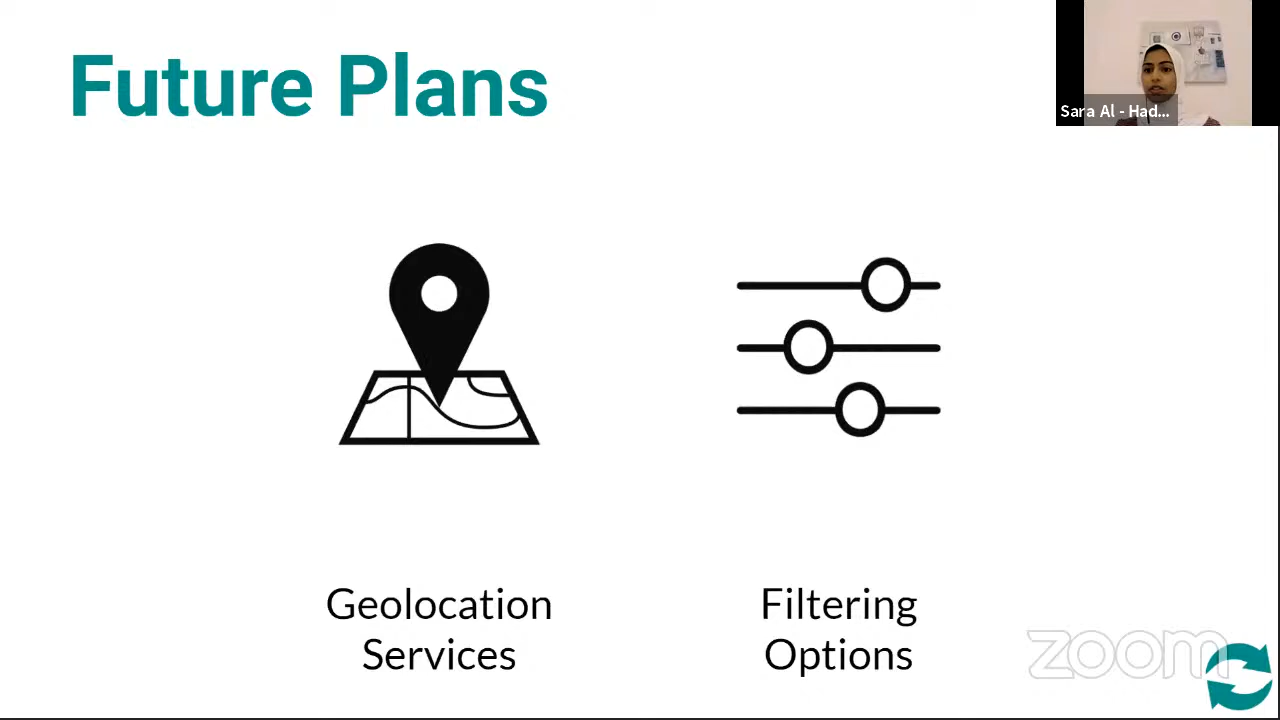 Future Plans
Sara Al - Had...
Geolocation
Services
Filtering
Options
zoom